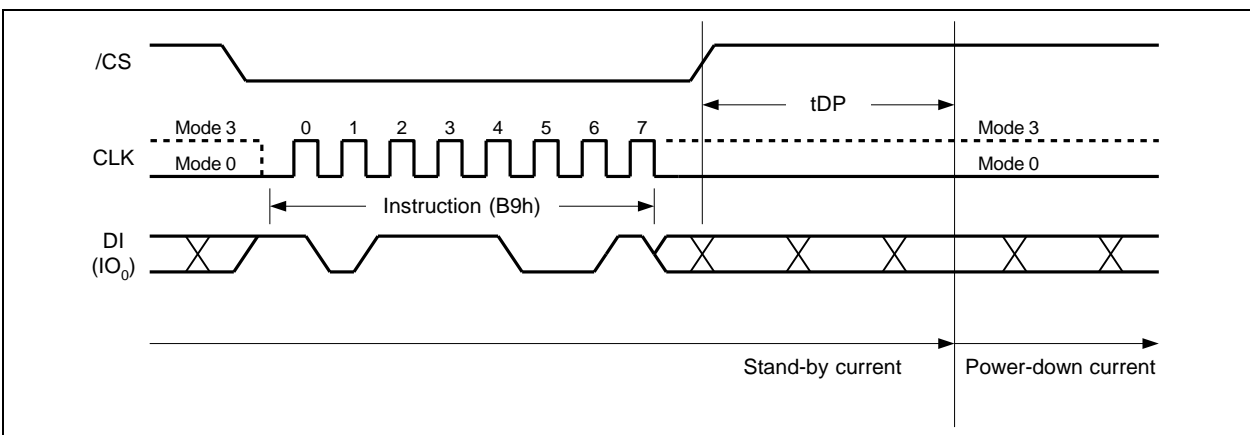 /CS
tDP
Mode 3 0 1 2 3 4 5 6 7 Mode 3
CLK
Mode 0 Mode 0
Instruction (B9h)
DI
(IO₀)
Stand-by current Power-down current